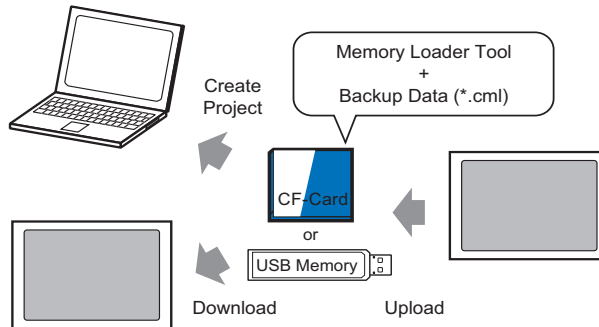 Memory Loader Tool
+
Backup Data (*.cml)
Create
Project
CF-Card
or
USB Memory
Download
Upload